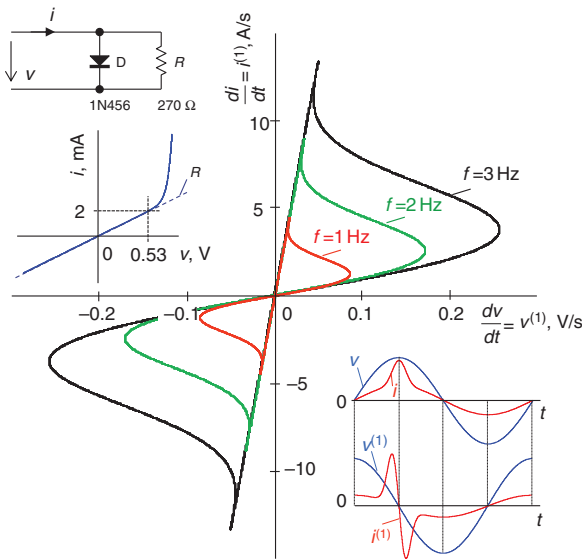 i
v
D
R
1N456
270 Ω
i, mA
R
2
0
0.53
v, V
di/dt = i(1), A/s
10
5
−5
−10
f=3 Hz
f=2 Hz
f=1 Hz
−0.2
−0.1
0
0.1
0.2
V/s
dv/dt = v(1),
v
i
0
t
v(1)
0
i(1)
t